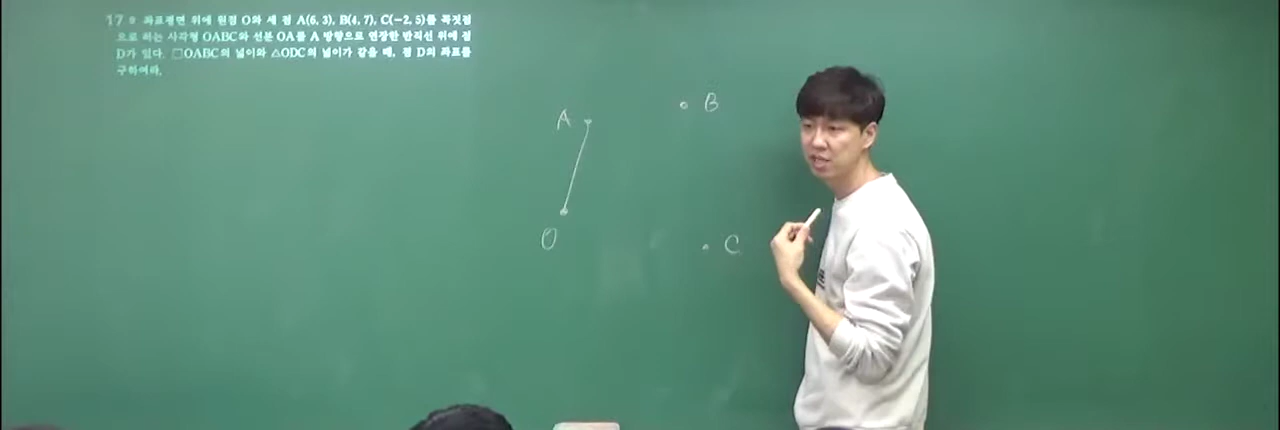 17 • 좌표평면 위에 원점 O와 세 점 A(6, 3), B(4, 7), C(−2, 5)를 꼭짓점
으로 하는 사각형 OABC와 선분 OA를 A 방향으로 연장한 반직선 위에 점
D가 있다. □OABC의 넓이와 △ODC의 넓이가 같을 때, 점 D의 좌표를
구하여라.
A
B
O
C